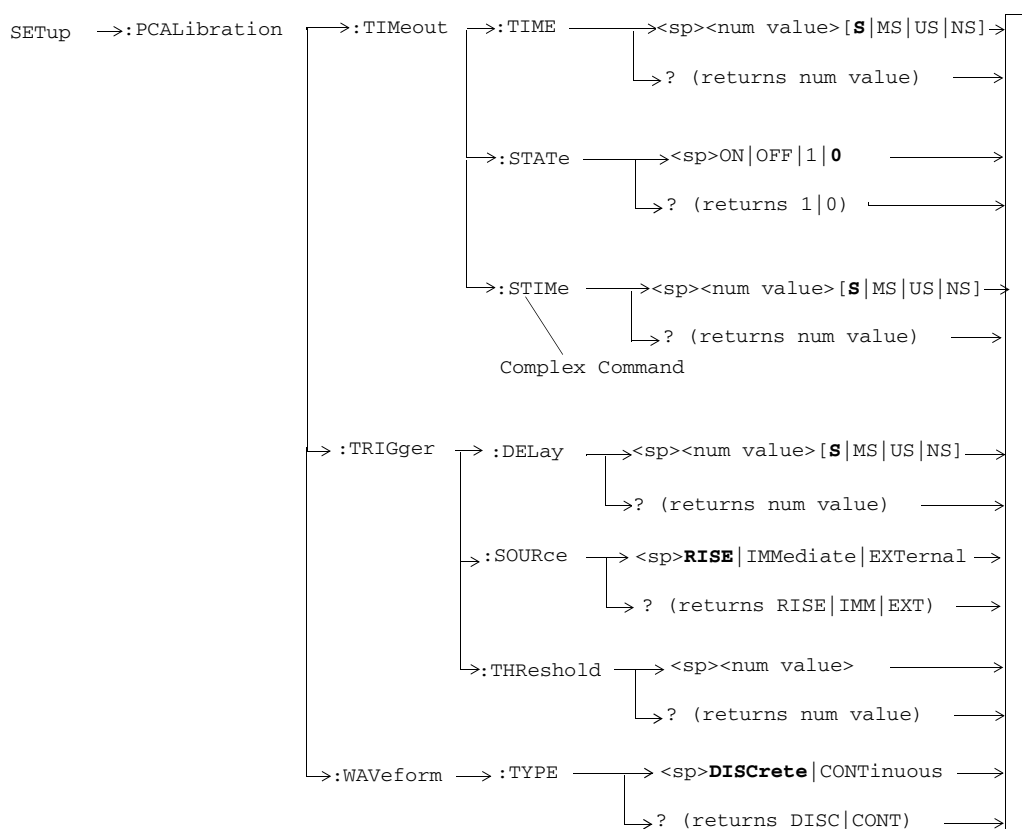 SETup :PCALibration :TIMeout :TIME <sp><num value>[S|MS|US|NS]
? (returns num value)
:STATe <sp>ON|OFF|1|0
? (returns 1|0)
:STIMe <sp><num value>[S|MS|US|NS]
? (returns num value)
Complex Command
:TRIGger :DELay <sp><num value>[S|MS|US|NS]
? (returns num value)
:SOURce <sp>RISE|IMMediate|EXTernal
? (returns RISE|IMM|EXT)
:THReshold <sp><num value>
? (returns num value)
:WAVeform :TYPE <sp>DISCrete|CONTinuous
? (returns DISC|CONT)